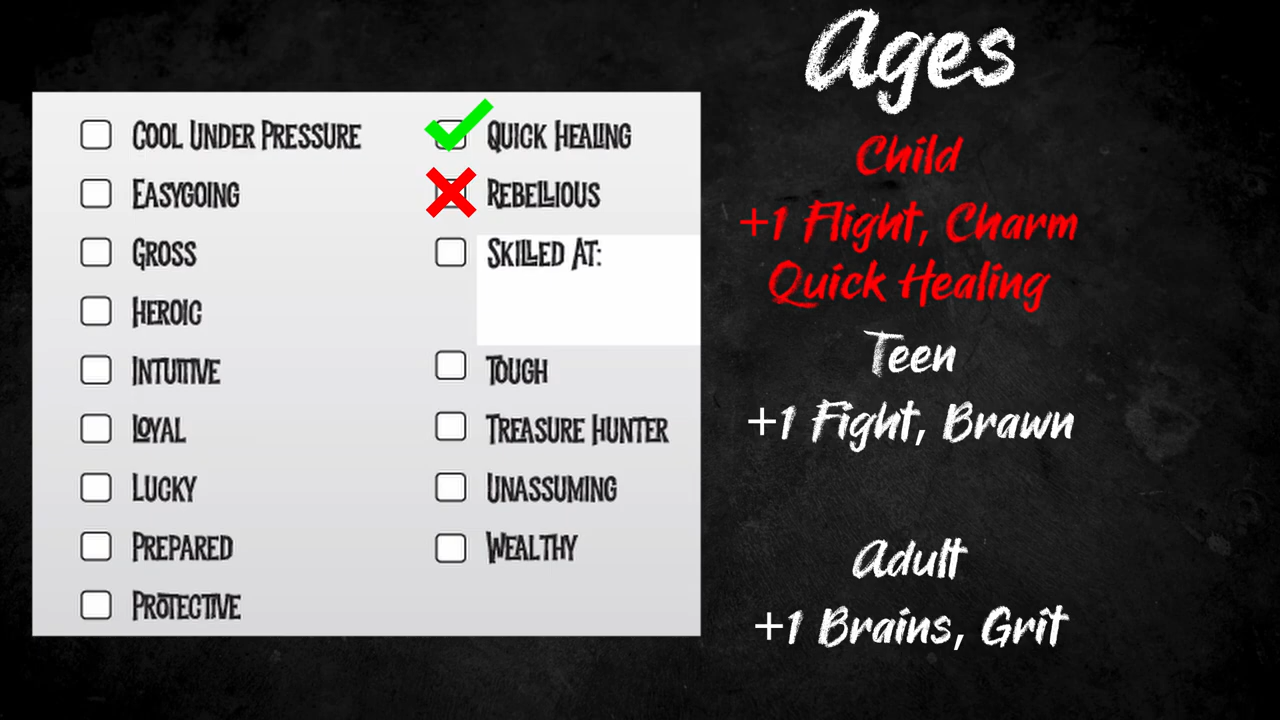 Ages
Cool Under Pressure
Easygoing
Gross
Heroic
Intuitive
Loyal
Lucky
Prepared
Protective
Quick Healing
Rebellious
Skilled At:
Tough
Treasure Hunter
Unassuming
Wealthy
Child
+1 Flight, Charm
Quick Healing
Teen
+1 Fight, Brawn
Adult
+1 Brains, Grit